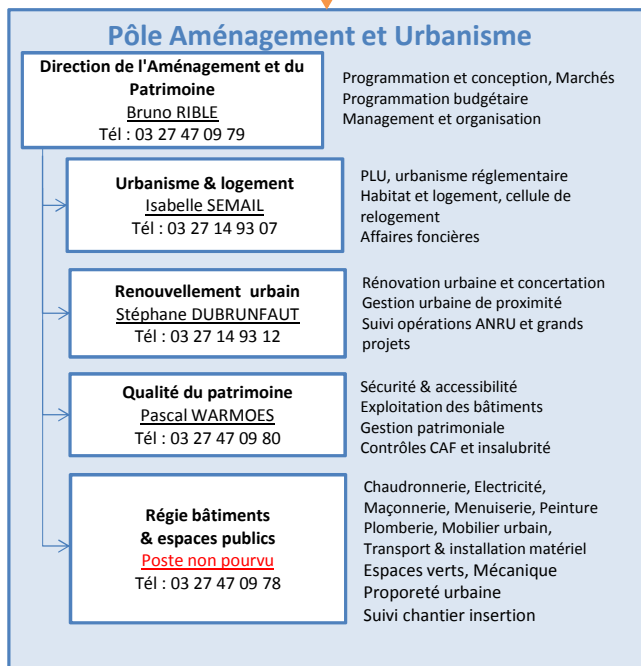 Pôle Aménagement et Urbanisme
Direction de l'Aménagement et du
Patrimoine
Bruno RIBLE
Tél : 03 27 47 09 79
Programmation et conception, Marchés
Programmation budgétaire
Management et organisation
Urbanisme & logement
Isabelle SEMAIL
Tél : 03 27 14 93 07
PLU, urbanisme réglementaire
Habitat et logement, cellule de
relogement
Affaires foncières
Renouvellement urbain
Stéphane DUBRUNFAUT
Tél : 03 27 14 93 12
Rénovation urbaine et concertation
Gestion urbaine de proximité
Suivi opérations ANRU et grands
projets
Qualité du patrimoine
Pascal WARMOES
Tél : 03 27 47 09 80
Sécurité & accessibilité
Exploitation des bâtiments
Gestion patrimoniale
Contrôles CAF et insalubrité
Régie bâtiments
& espaces publics
Poste non pourvu
Tél : 03 27 47 09 78
Chaudronnerie, Electricité,
Maçonnerie, Menuiserie, Peinture
Plomberie, Mobilier urbain,
Transport & installation matériel
Espaces verts, Mécanique
Proporeté urbaine
Suivi chantier insertion